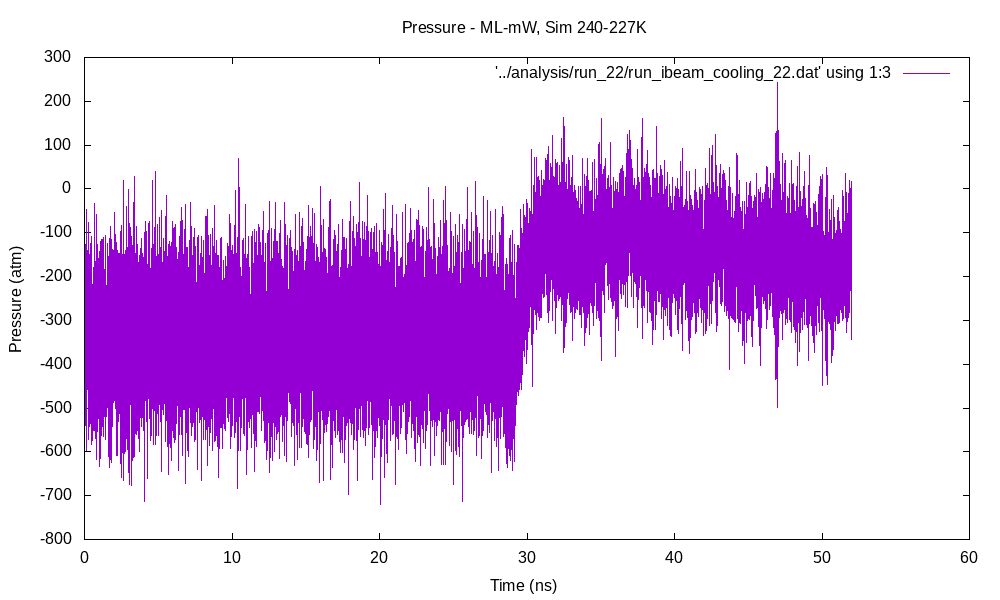 Pressure - ML-mW, Sim 240-227K
'../analysis/run_22/run_ibeam_cooling_22.dat' using 1:3
300
200
100
0
-100
-200
-300
-400
-500
-600
-700
-800
Pressure (atm)
0 10 20 30 40 50 60
Time (ns)